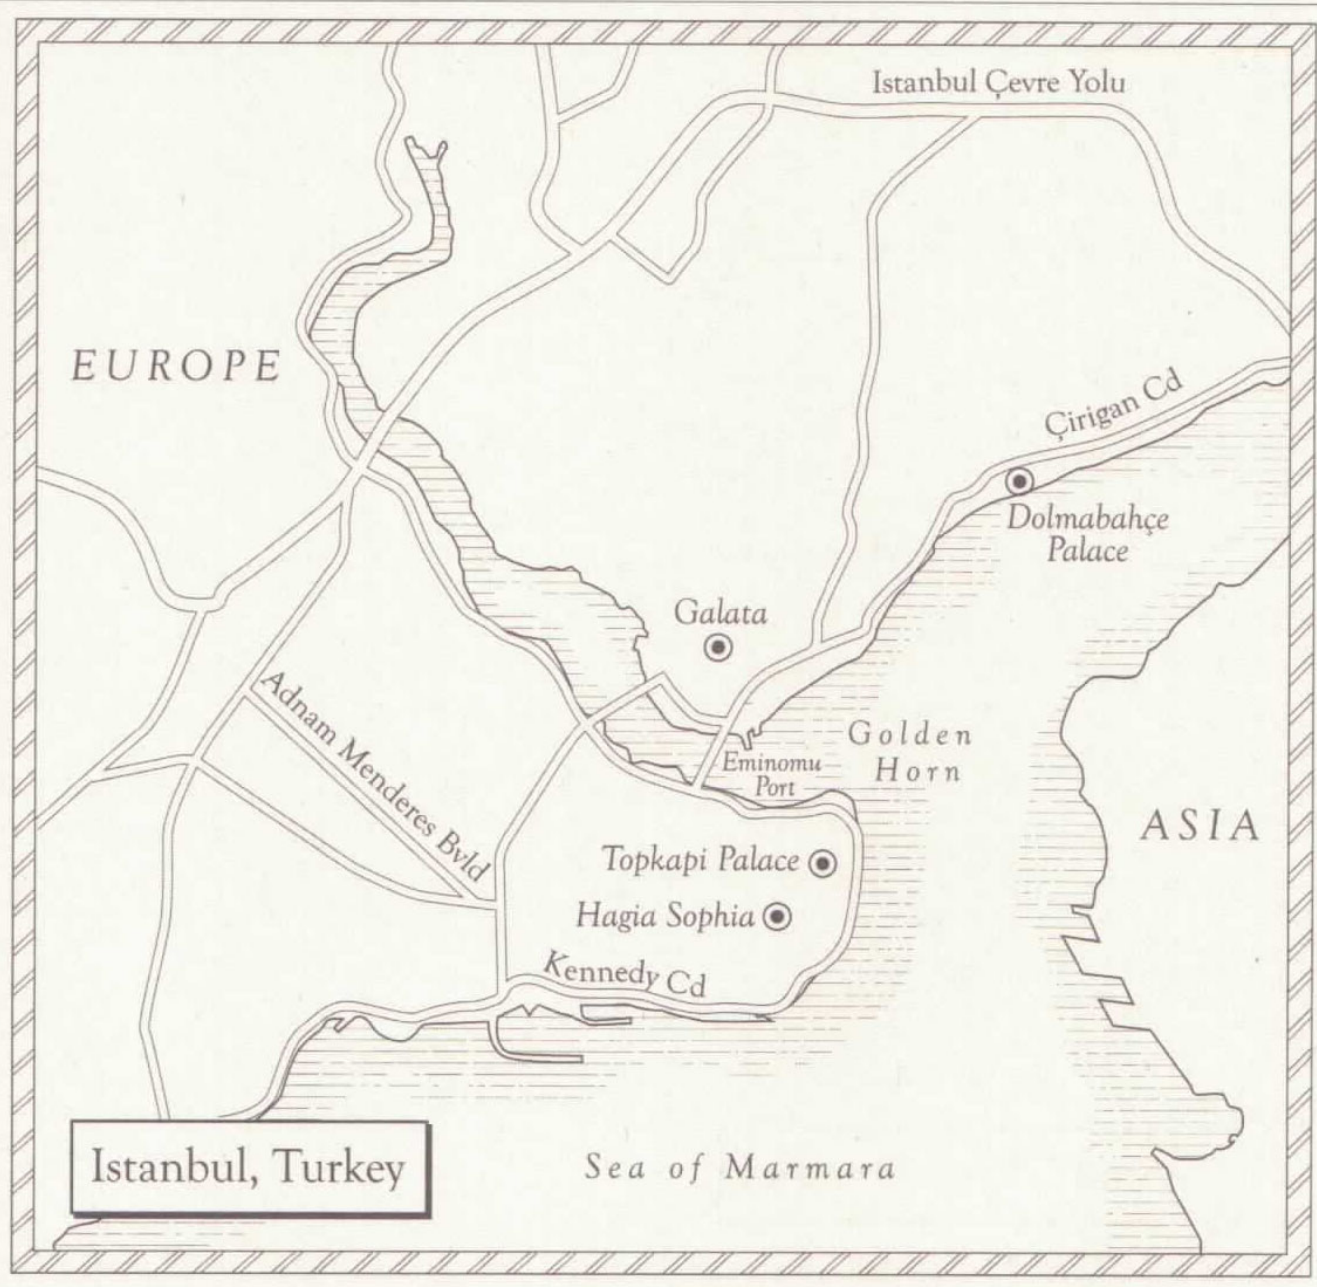 Istanbul Çevre Yolu
EUROPE
Çirigan Cd
Dolmabahçe
Palace
Galata
Adnam Menderes Bvld
Golden
Horn
Eminomu
Port
ASIA
Topkapi Palace
Hagia Sophia
Kennedy Cd
Istanbul, Turkey
Sea of Marmara